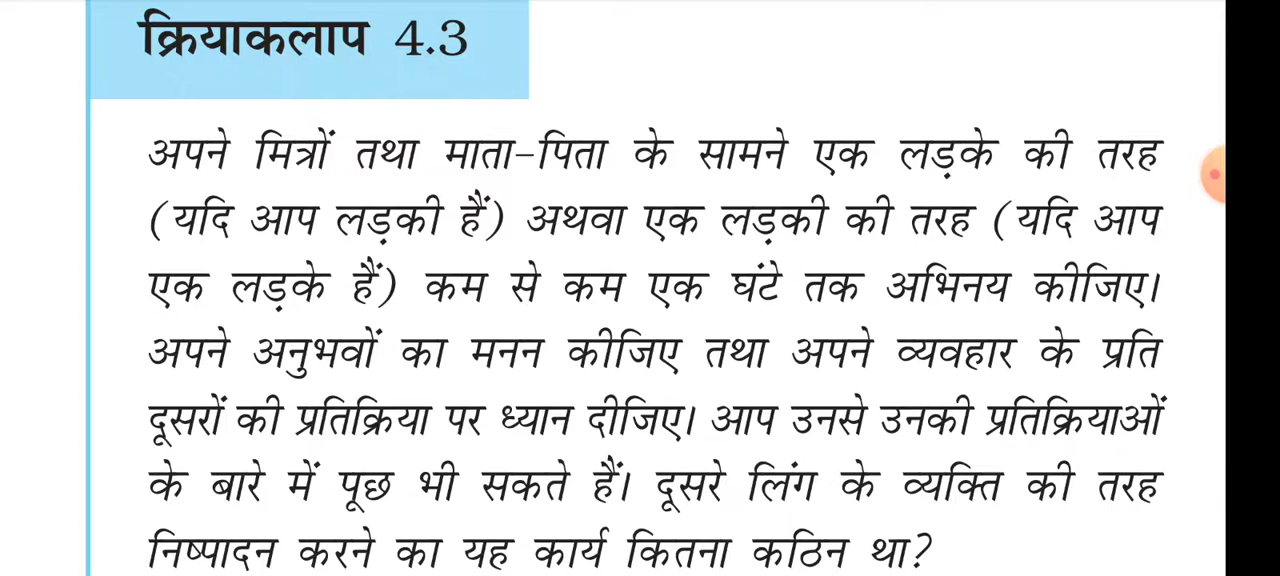 क्रियाकलाप 4.3
अपने मित्रों तथा माता-पिता के सामने एक लड़के की तरह
(यदि आप लड़की हैं) अथवा एक लड़की की तरह (यदि आप
एक लड़के हैं) कम से कम एक घंटे तक अभिनय कीजिए।
अपने अनुभवों का मनन कीजिए तथा अपने व्यवहार के प्रति
दूसरों की प्रतिक्रिया पर ध्यान दीजिए। आप उनसे उनकी प्रतिक्रियाओं
के बारे में पूछ भी सकते हैं। दूसरे लिंग के व्यक्ति की तरह
निष्पादन करने का यह कार्य कितना कठिन था?